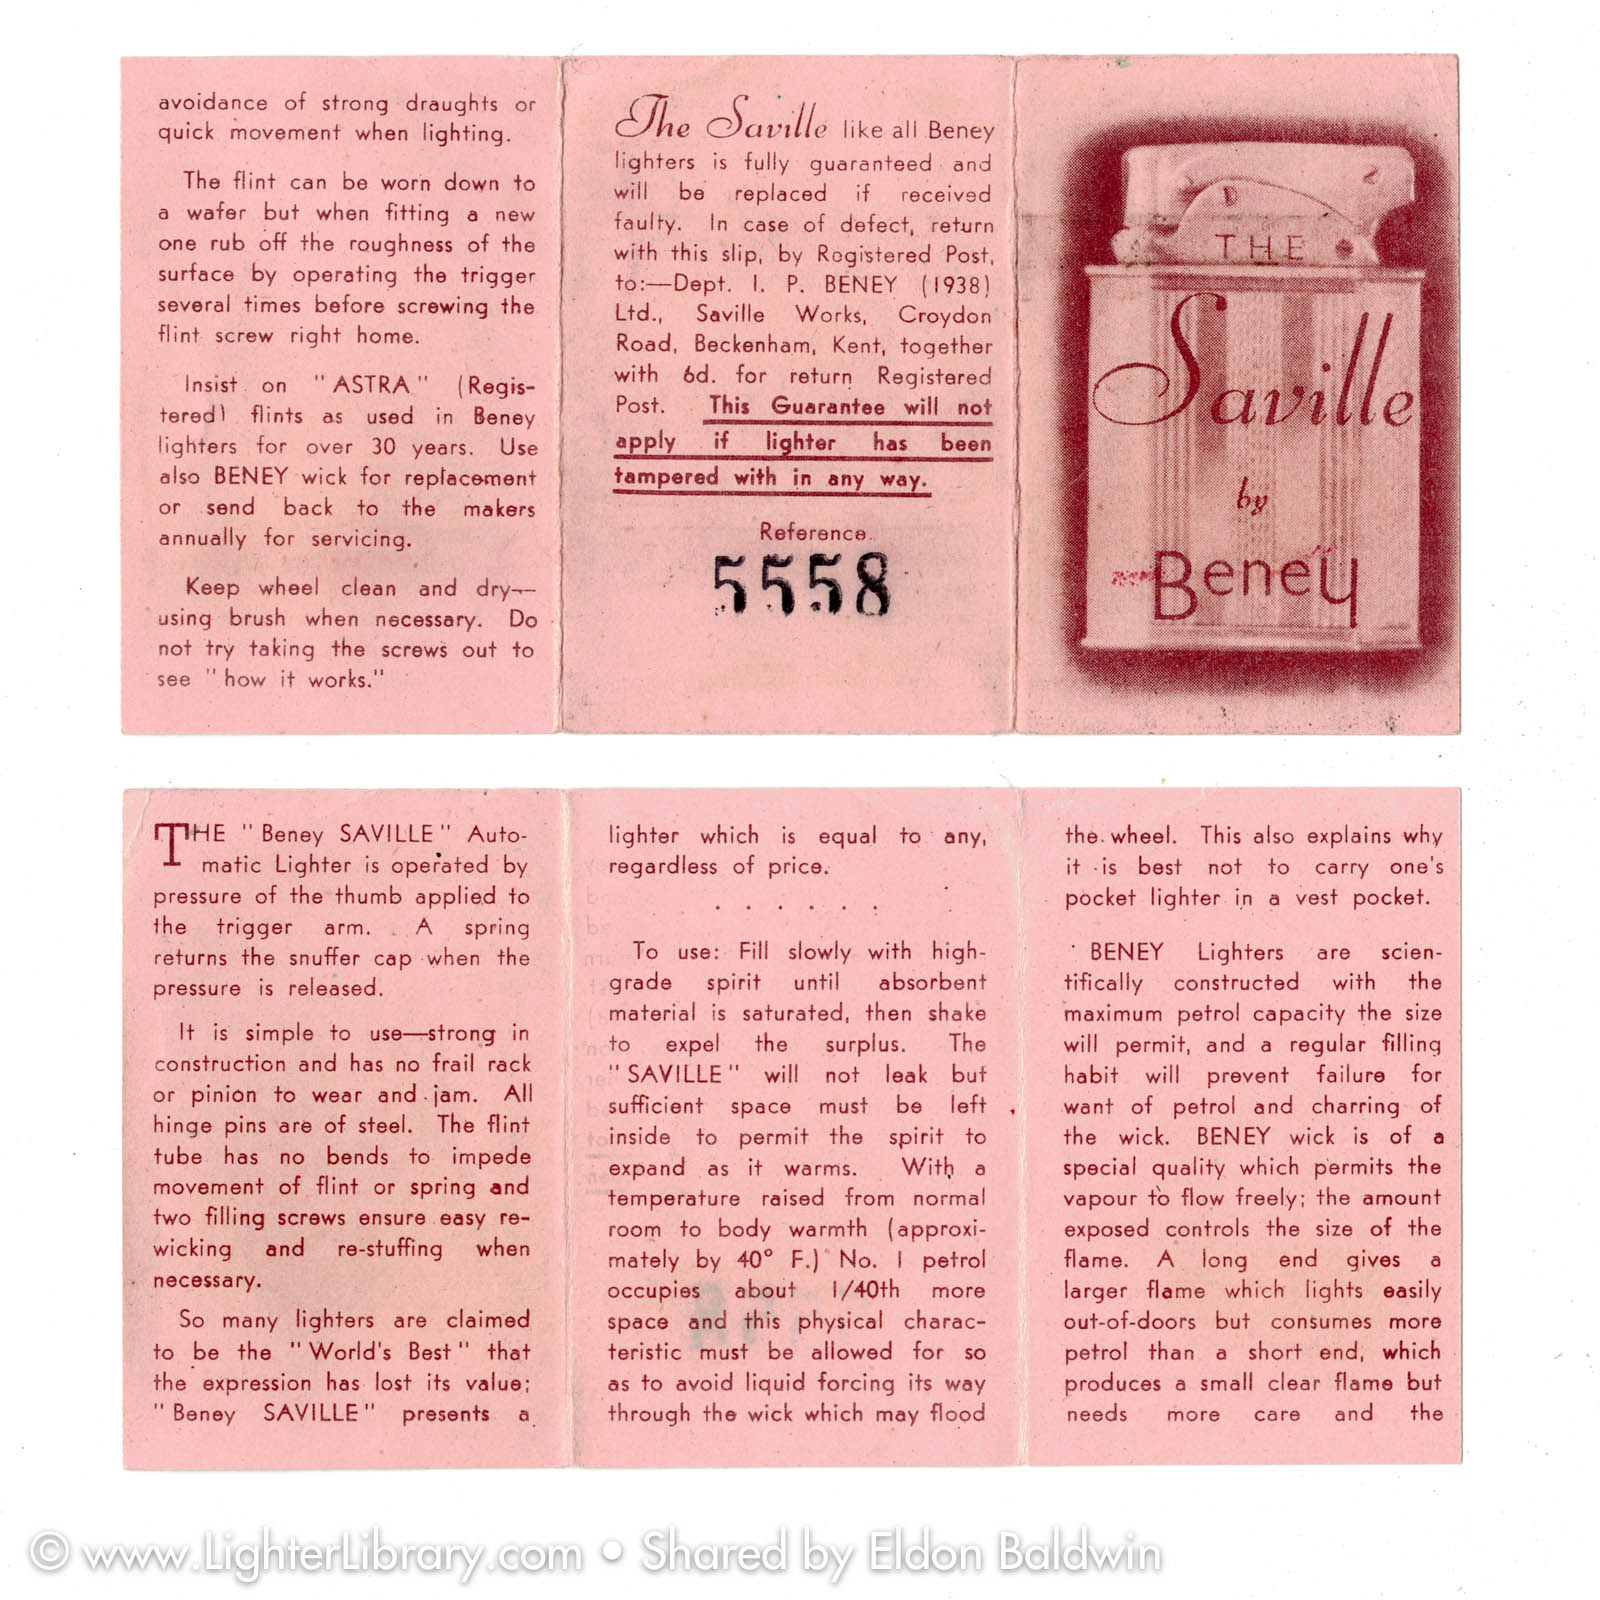 avoidance of strong draughts or
quick movement when lighting.
The flint can be worn down to
a wafer but when fitting a new
one rub off the roughness of the
surface by operating the trigger
several times before screwing the
flint screw right home.
Insist on "ASTRA" (Regis-
tered) flints as used in Beney
lighters for over 30 years. Use
also BENEY wick for replacement
or send back to the makers
annually for servicing.
Keep wheel clean and dry—
using brush when necessary. Do
not try taking the screws out to
see "how it works."
The Saville like all Beney
lighters is fully guaranteed and
will be replaced if received
faulty. In case of defect, return
with this slip, by Registered Post,
to:—Dept. I. P. BENEY (1938)
Ltd., Saville Works, Croydon
Road, Beckenham, Kent, together
with 6d. for return Registered
Post. This Guarantee will not
apply if lighter has been
tampered with in any way.
Reference
5558
THE
Saville
by
Beney
THE "Beney SAVILLE" Auto-
matic Lighter is operated by
pressure of the thumb applied to
the trigger arm. A spring
returns the snuffer cap when the
pressure is released.
It is simple to use—strong in
construction and has no frail rack
or pinion to wear and jam. All
hinge pins are of steel. The flint
tube has no bends to impede
movement of flint or spring and
two filling screws ensure easy re-
wicking and re-stuffing when
necessary.
So many lighters are claimed
to be the "World's Best" that
the expression has lost its value;
"Beney SAVILLE" presents a
lighter which is equal to any,
regardless of price.
. . . . . .
To use: Fill slowly with high-
grade spirit until absorbent
material is saturated, then shake
to expel the surplus. The
"SAVILLE" will not leak but
sufficient space must be left
inside to permit the spirit to
expand as it warms. With a
temperature raised from normal
room to body warmth (approxi-
mately by 40° F.) No. 1 petrol
occupies about 1/40th more
space and this physical charac-
teristic must be allowed for so
as to avoid liquid forcing its way
through the wick which may flood
the wheel. This also explains why
it is best not to carry one's
pocket lighter in a vest pocket.
BENEY Lighters are scien-
tifically constructed with the
maximum petrol capacity the size
will permit, and a regular filling
habit will prevent failure for
want of petrol and charring of
the wick. BENEY wick is of a
special quality which permits the
vapour to flow freely; the amount
exposed controls the size of the
flame. A long end gives a
larger flame which lights easily
out-of-doors but consumes more
petrol than a short end, which
produces a small clear flame but
needs more care and the
© www.LighterLibrary.com • Shared by Eldon Baldwin